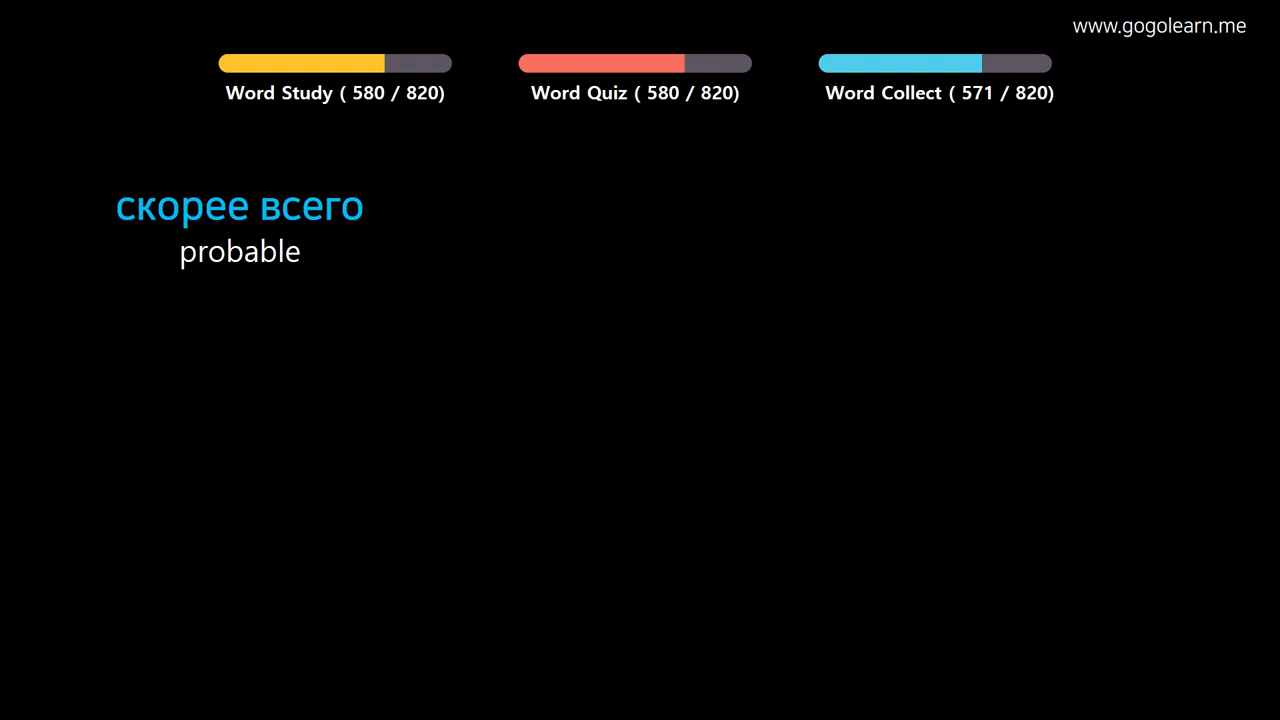 www.gogolearn.me
Word Study ( 580 / 820)
Word Quiz ( 580 / 820)
Word Collect ( 571 / 820)
скорее всего
probable